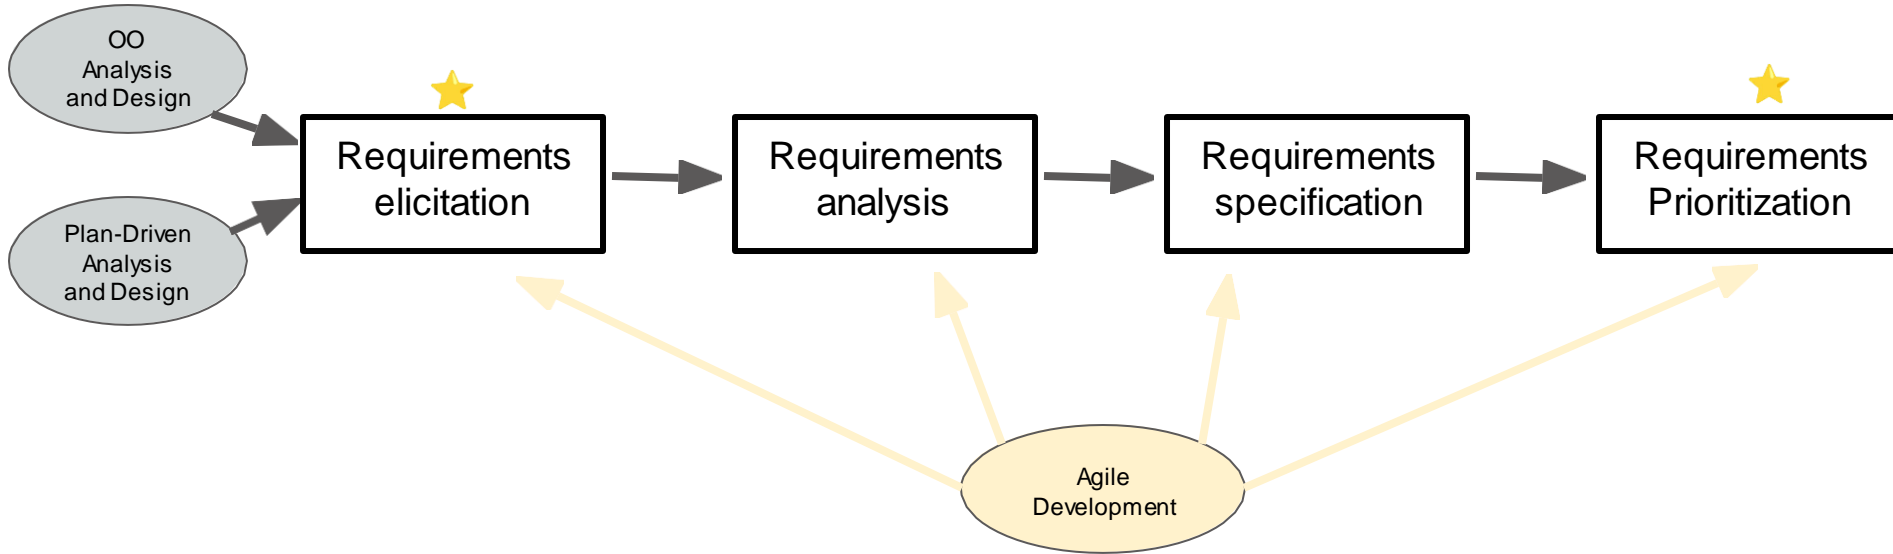 OO
Analysis
and Design
Requirements
elicitation
Requirements
analysis
Requirements
specification
Requirements
Prioritization
Plan-Driven
Analysis
and Design
Agile
Development